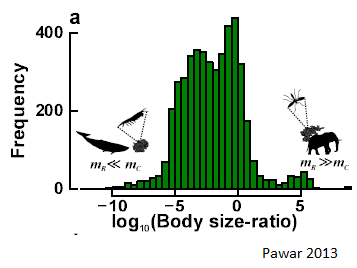 a
400
200
0
Frequency
m_R ≪ m_C
m_R ≫ m_C
−10 −5 0 5
log₁₀(Body size-ratio)
Pawar 2013